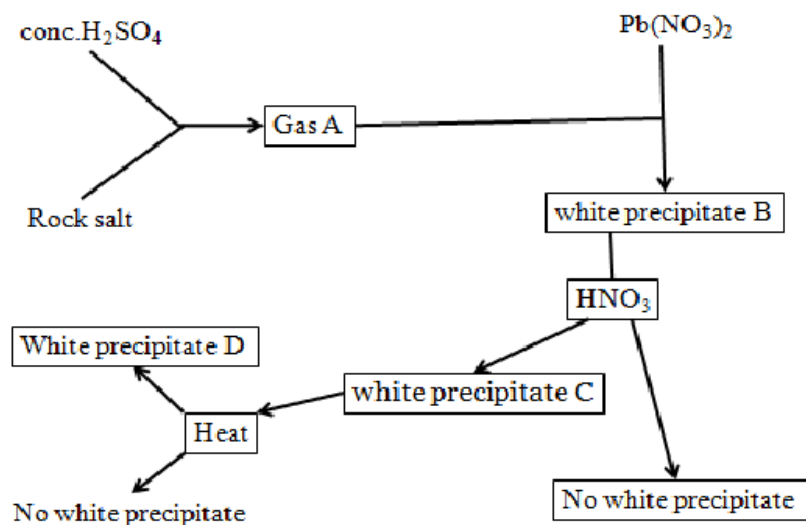 conc.H₂SO₄
Pb(NO₃)₂
Gas A
Rock salt
white precipitate B
HNO₃
White precipitate D
white precipitate C
Heat
No white precipitate
No white precipitate